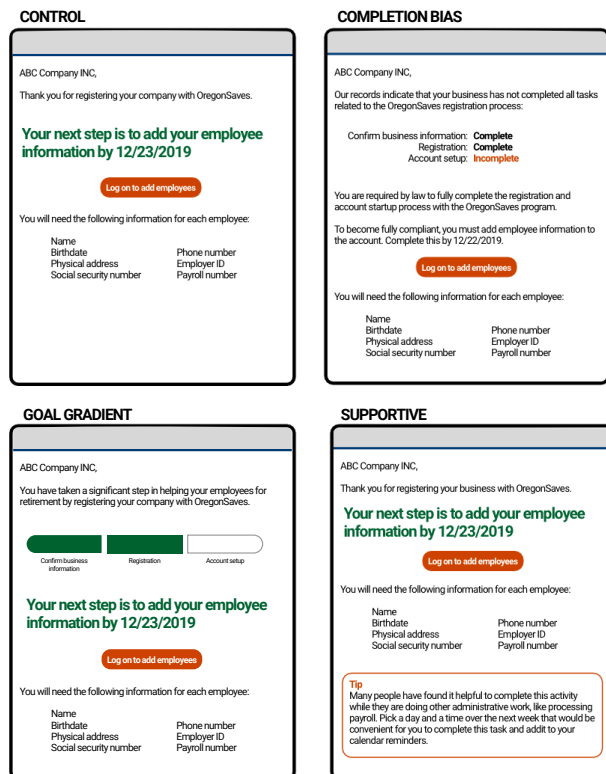 CONTROL
ABC Company INC,
Thank you for registering your company with OregonSaves.
Your next step is to add your employee
information by 12/23/2019
Log on to add employees
You will need the following information for each employee:
Name
Birthdate
Physical address
Social security number
Phone number
Employer ID
Payroll number
COMPLETION BIAS
ABC Company INC,
Our records indicate that your business has not completed all tasks
related to the OregonSaves registration process:
Confirm business information: Complete
Registration: Complete
Account setup: Incomplete
You are required by law to fully complete the registration and
account startup process with the OregonSaves program.
To become fully compliant, you must add employee information to
the account. Complete this by 12/22/2019.
Log on to add employees
You will need the following information for each employee:
Name
Birthdate
Physical address
Social security number
Phone number
Employer ID
Payroll number
GOAL GRADIENT
ABC Company INC,
You have taken a significant step in helping your employees for
retirement by registering your company with OregonSaves.
Confirm business
information
Registration
Account setup
Your next step is to add your employee
information by 12/23/2019
Log on to add employees
You will need the following information for each employee:
Name
Birthdate
Physical address
Social security number
Phone number
Employer ID
Payroll number
SUPPORTIVE
ABC Company INC,
Thank you for registering your business with OregonSaves.
Your next step is to add your employee
information by 12/23/2019
Log on to add employees
You will need the following information for each employee:
Name
Birthdate
Physical address
Social security number
Phone number
Employer ID
Payroll number
Tip
Many people have found it helpful to complete this activity
while they are doing other administrative work, like processing
payroll. Pick a day and a time over the next week that would be
convenient for you to complete this task and addit to your
calendar reminders.